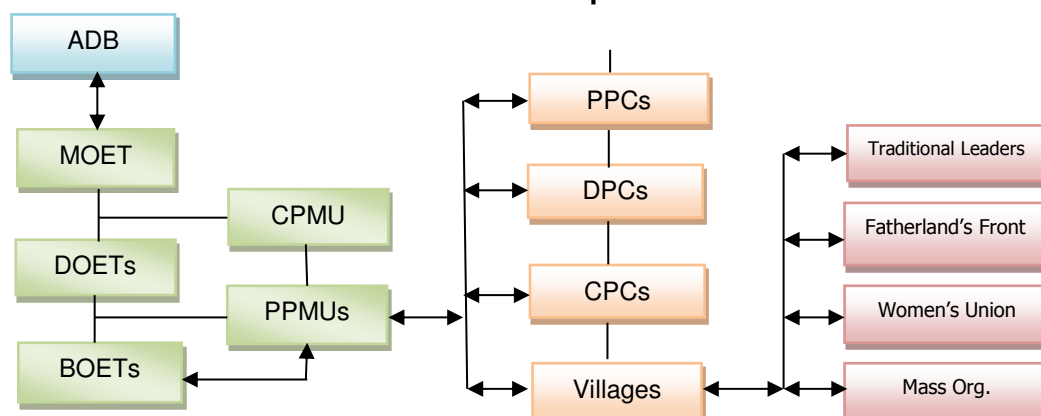 ADB
MOET
CPMU
DOETs
PPMUs
BOETs
PPCs
DPCs
CPCs
Villages
Traditional Leaders
Fatherland's Front
Women's Union
Mass Org.